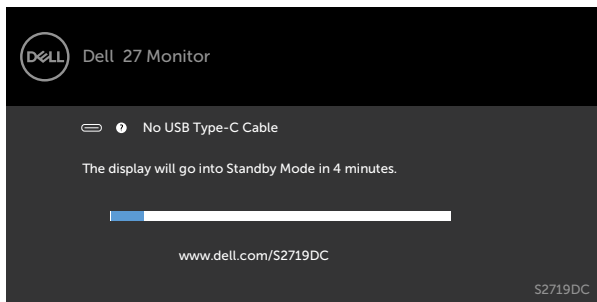 DELL
Dell 27 Monitor
? No USB Type-C Cable
The display will go into Standby Mode in 4 minutes.
www.dell.com/S2719DC
S2719DC